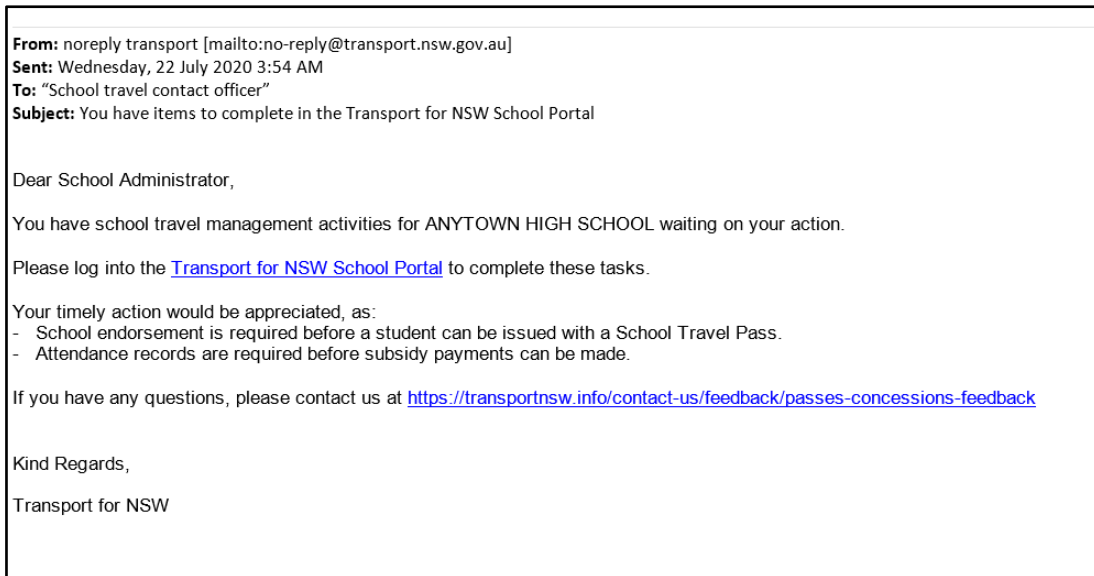 From: noreply transport [mailto:no-reply@transport.nsw.gov.au]
Sent: Wednesday, 22 July 2020 3:54 AM
To: “School travel contact officer”
Subject: You have items to complete in the Transport for NSW School Portal
Dear School Administrator,
You have school travel management activities for ANYTOWN HIGH SCHOOL waiting on your action.
Please log into the Transport for NSW School Portal to complete these tasks.
Your timely action would be appreciated, as:
- School endorsement is required before a student can be issued with a School Travel Pass.
- Attendance records are required before subsidy payments can be made.
If you have any questions, please contact us at https://transportnsw.info/contact-us/feedback/passes-concessions-feedback
Kind Regards,
Transport for NSW